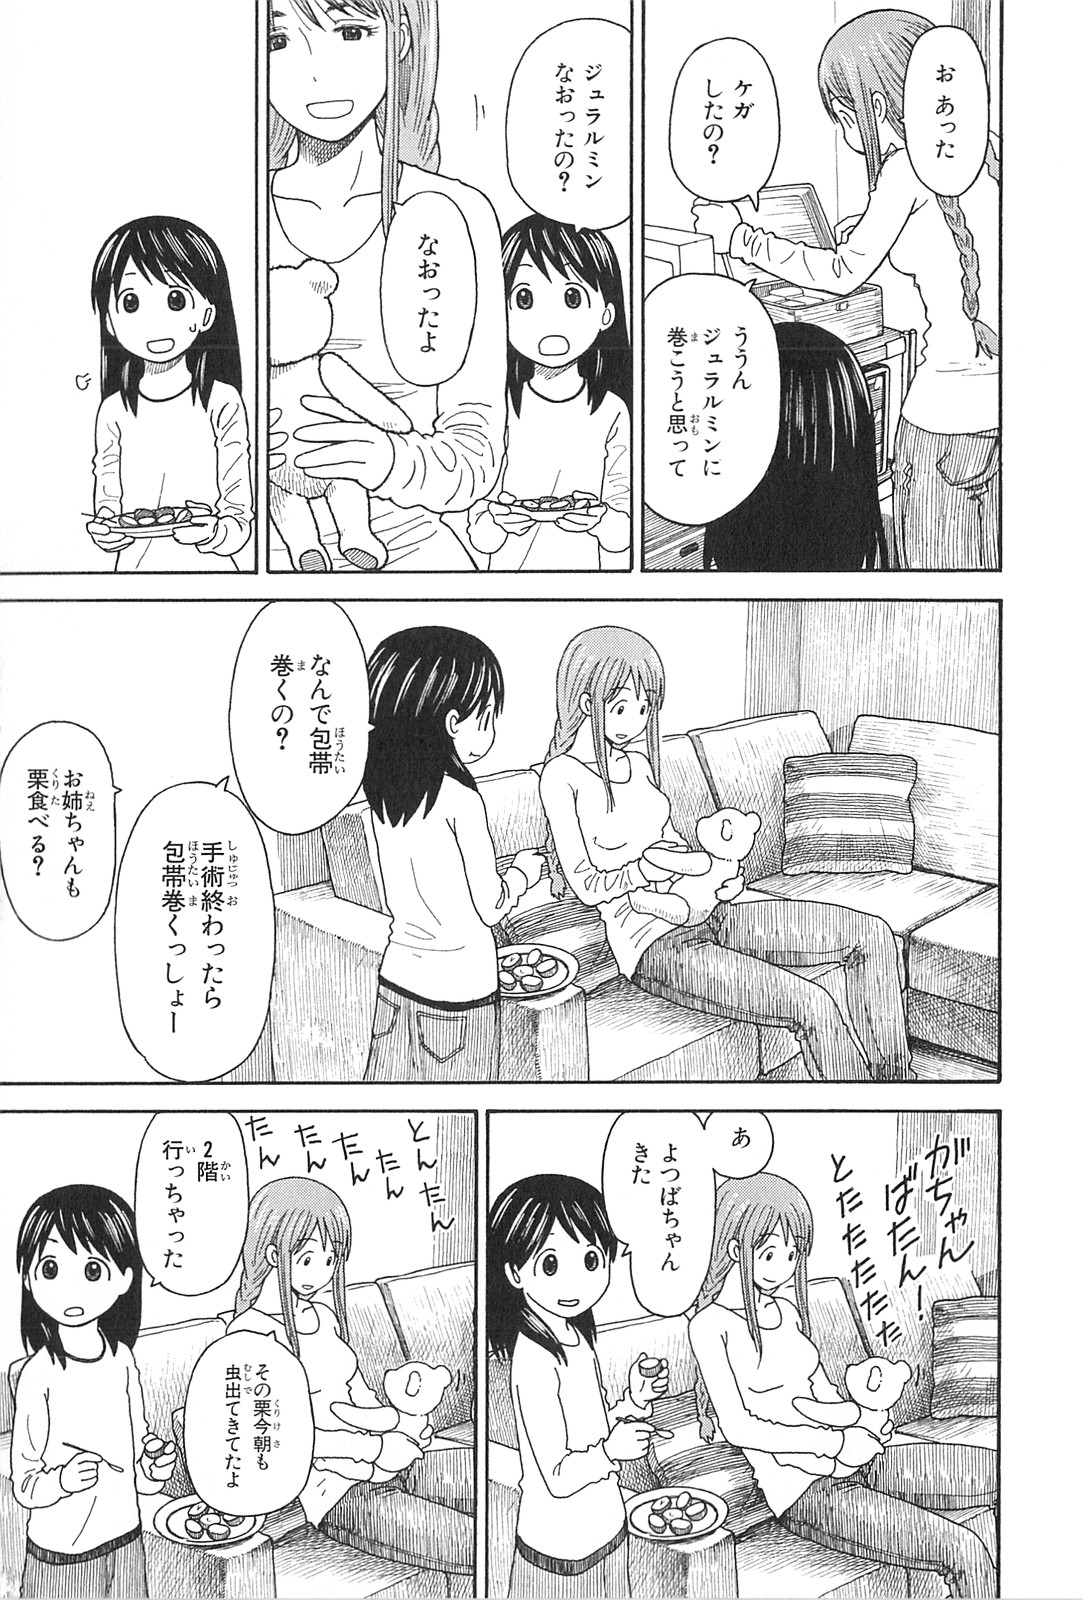 お あった
ケガ
したの?
ううん
ジュラルミンに
巻こうと思って
ジュラルミン
なおったの?
なおったよ
なんで包帯
巻くの?
手術終わったら
包帯巻くっしょー
お姉ちゃんも
栗食べる?
がちゃん
ばたん!
とたたたたた
あ
よつばちゃん
きた
とんたん
たん
たん
たん
たん
2階
行っちゃった
その栗今朝も
虫出てきてたよ